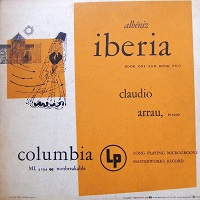 albéniz
iberia
BOOK ONE AND BOOK TWO
claudio
arrau, PIANO
columbia
LP
ML 4194 nonbreakable
LONG PLAYING MICROGROOVE
MASTERWORKS RECORD